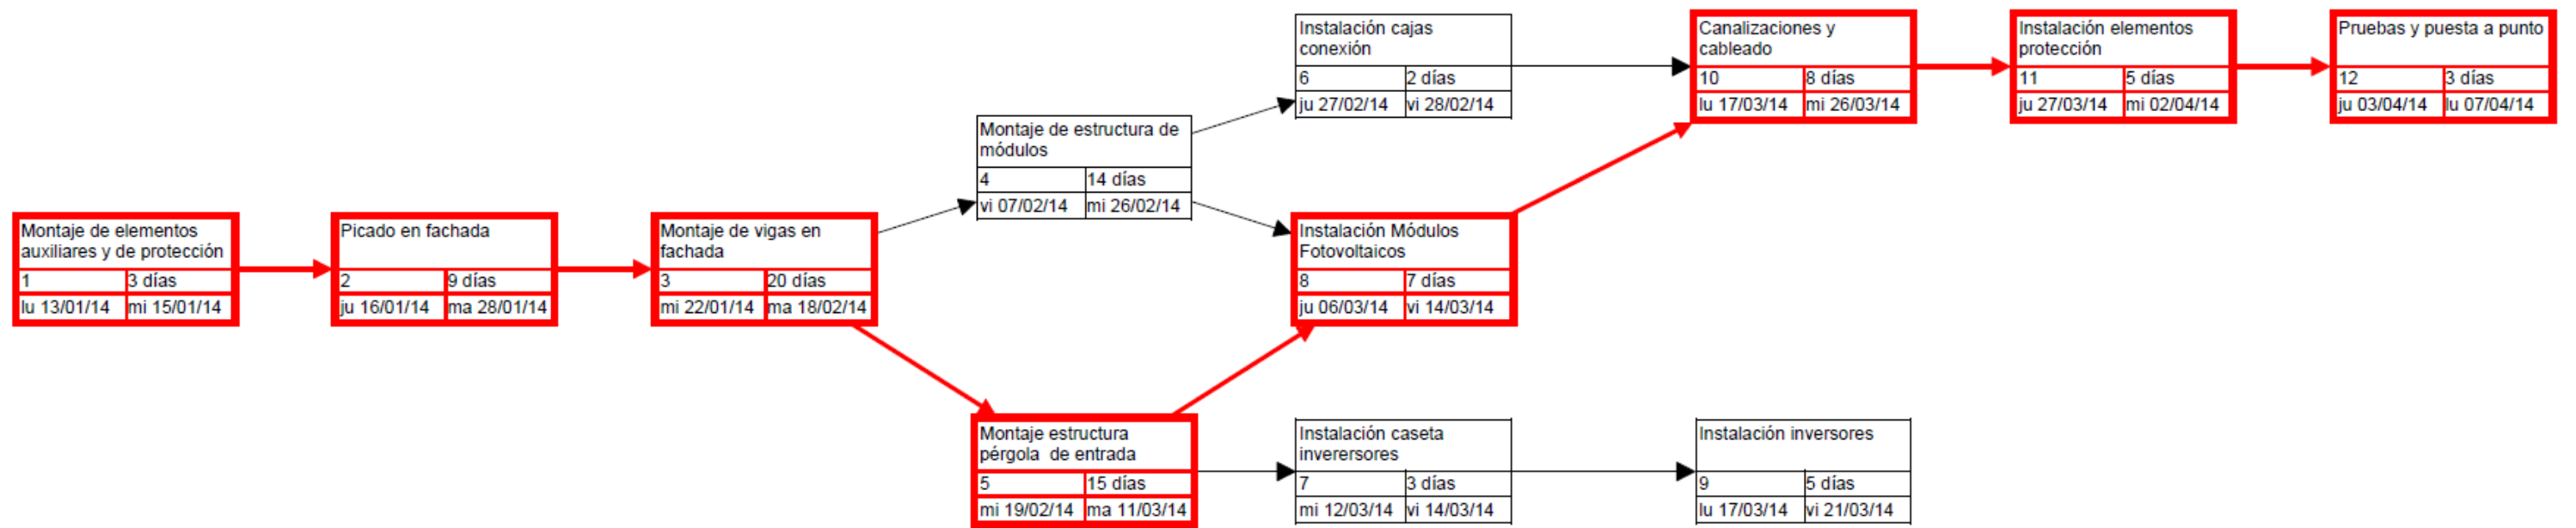 Montaje de elementos
auxiliares y de protección
1 3 días
lu 13/01/14 mi 15/01/14
Picado en fachada
2 9 días
ju 16/01/14 ma 28/01/14
Montaje de vigas en
fachada
3 20 días
mi 22/01/14 ma 18/02/14
Montaje de estructura de
módulos
4 14 días
vi 07/02/14 mi 26/02/14
Montaje estructura
pérgola de entrada
5 15 días
mi 19/02/14 ma 11/03/14
Instalación cajas
conexión
6 2 días
ju 27/02/14 vi 28/02/14
Instalación Módulos
Fotovoltaicos
8 7 días
ju 06/03/14 vi 14/03/14
Instalación caseta
inverersores
7 3 días
mi 12/03/14 vi 14/03/14
Canalizaciones y
cableado
10 8 días
lu 17/03/14 mi 26/03/14
Instalación inversores
9 5 días
lu 17/03/14 vi 21/03/14
Instalación elementos
protección
11 5 días
ju 27/03/14 mi 02/04/14
Pruebas y puesta a punto
12 3 días
ju 03/04/14 lu 07/04/14